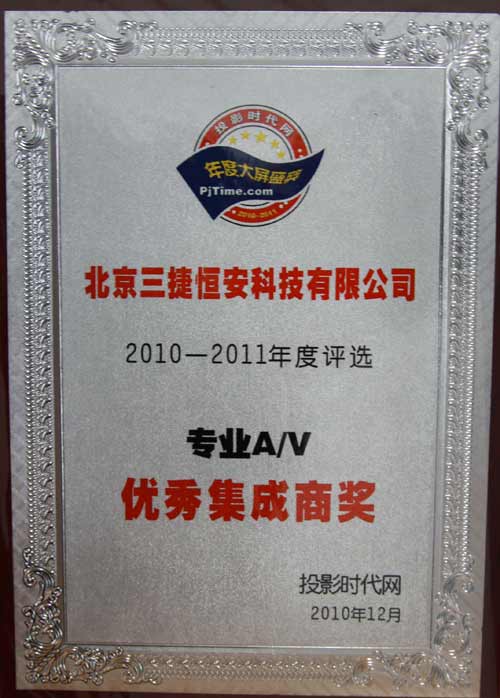 投影时代网
年度大屏盛典
PjTime.com
2010-2011
北京三捷恒安科技有限公司
2010—2011年度评选
专业A/V
优秀集成商奖
投影时代网
2010年12月